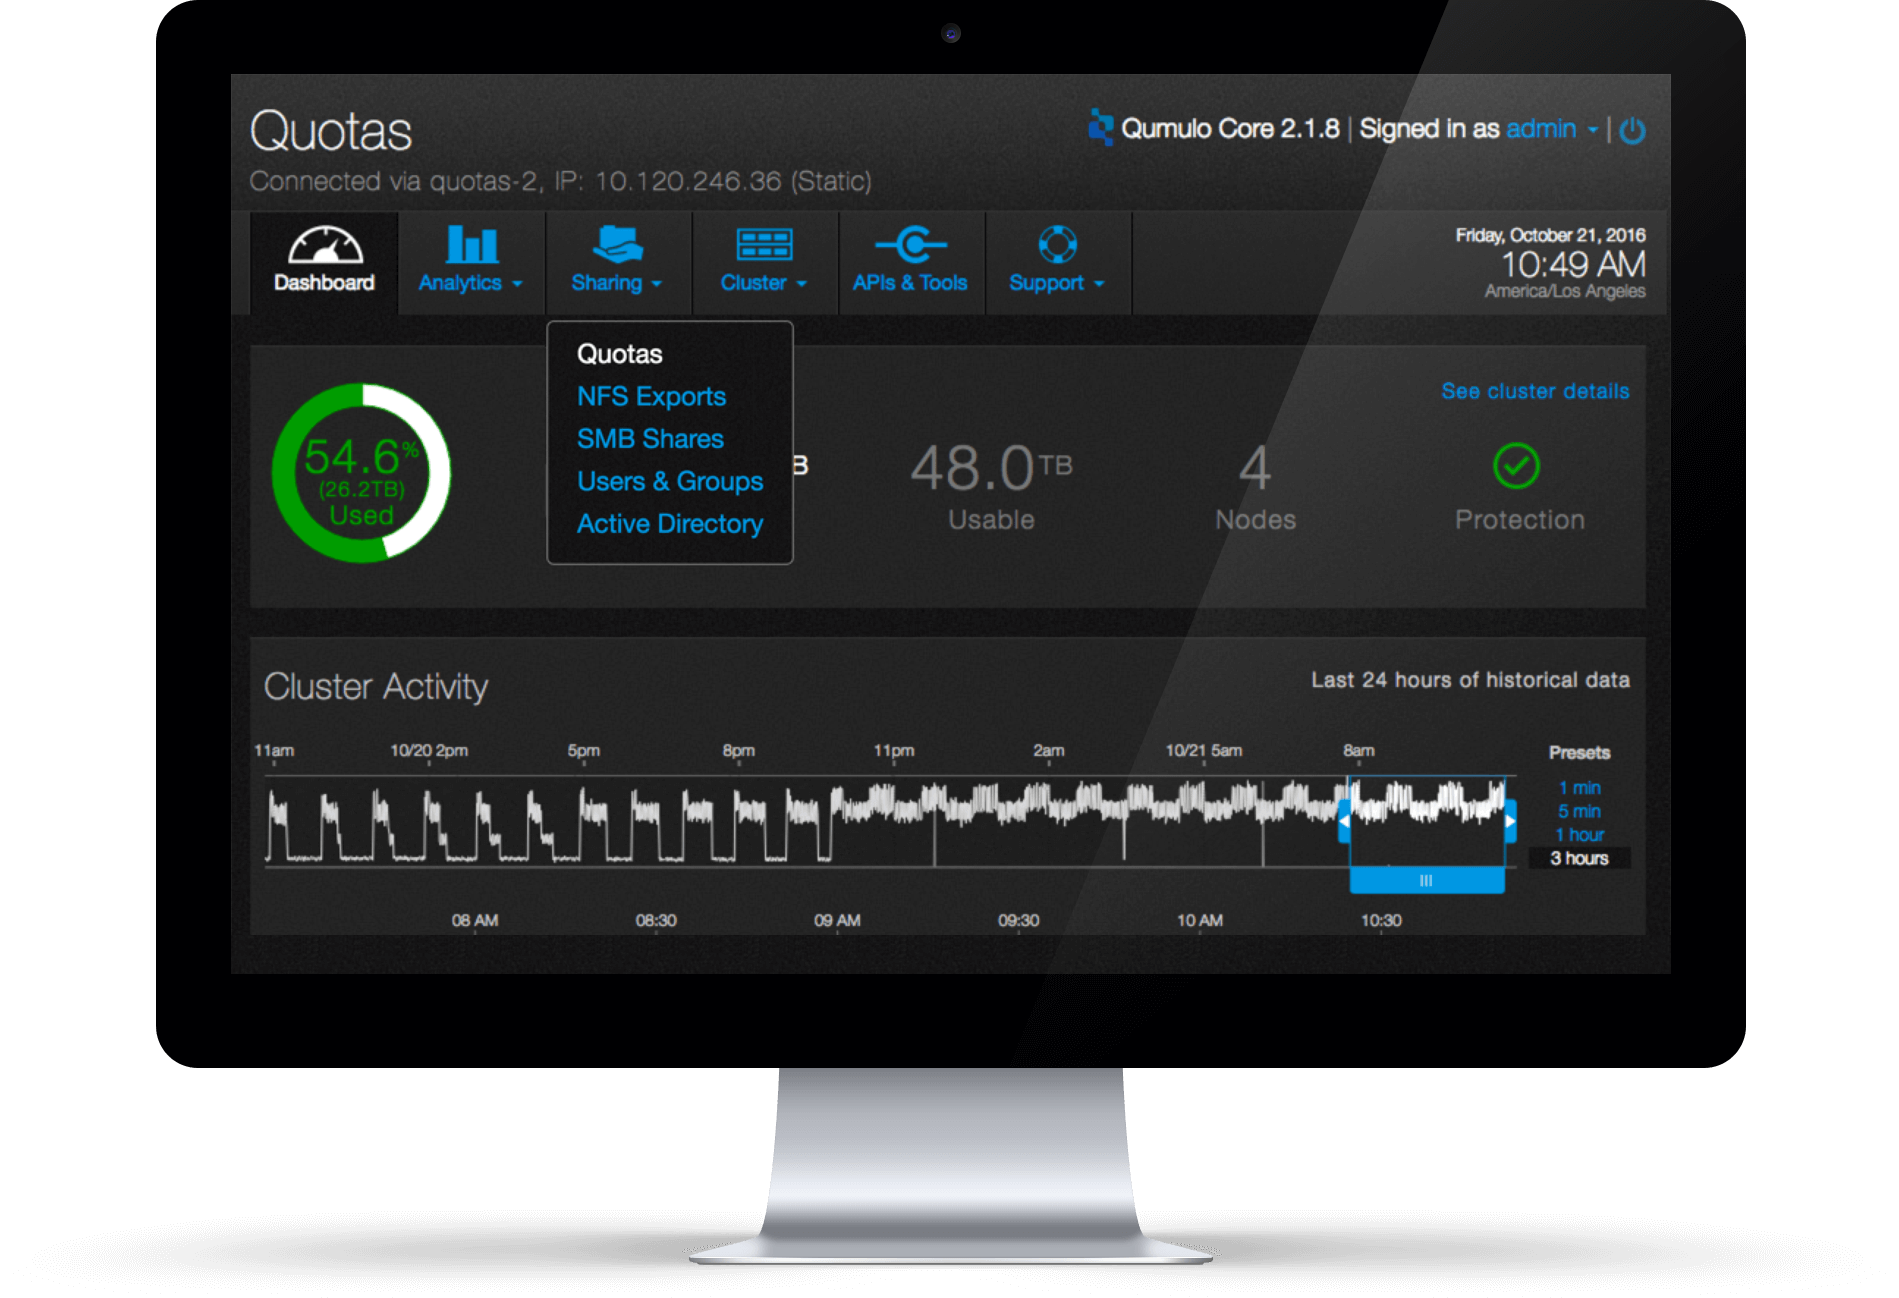 Quotas
Qumulo Core 2.1.8 | Signed in as admin
Connected via quotas-2, IP: 10.120.246.36 (Static)
Dashboard
Analytics
Sharing
Cluster
APIs & Tools
Support
Friday, October 21, 2016
10:49 AM
America/Los Angeles
Quotas
NFS Exports
SMB Shares
Users & Groups
Active Directory
See cluster details
54.6%
(26.2TB)
Used
B
48.0TB
Usable
4
Nodes
Protection
Cluster Activity
Last 24 hours of historical data
11am 10/20 2pm 5pm 8pm 11pm 2am 10/21 5am 8am
Presets
1 min
5 min
1 hour
3 hours
08 AM 08:30 09 AM 09:30 10 AM 10:30